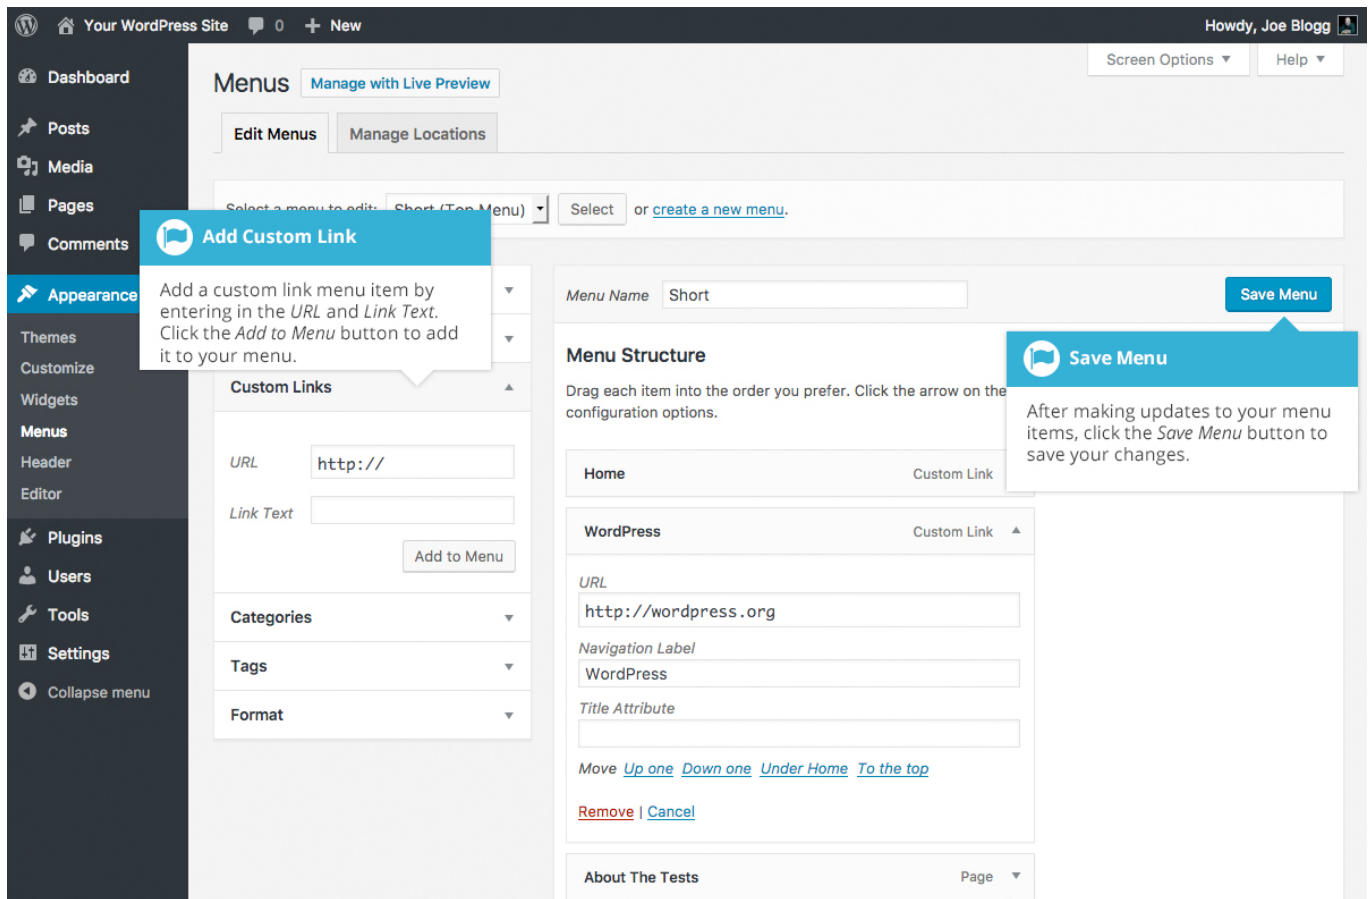 Your WordPress Site 0 New Howdy, Joe Blogg
Screen Options Help
Dashboard
Posts
Media
Pages
Comments
Appearance
Themes
Customize
Widgets
Menus
Header
Editor
Plugins
Users
Tools
Settings
Collapse menu
Menus Manage with Live Preview
Edit Menus Manage Locations
Select a menu to edit: Short (Top Menu) Select or create a new menu.
Add Custom Link
Add a custom link menu item by
entering in the URL and Link Text.
Click the Add to Menu button to add
it to your menu.
Custom Links
URL http://
Link Text
Add to Menu
Categories
Tags
Format
Menu Name Short Save Menu
Menu Structure
Drag each item into the order you prefer. Click the arrow on the
configuration options.
Save Menu
After making updates to your menu
items, click the Save Menu button to
save your changes.
Home Custom Link
WordPress Custom Link
URL
http://wordpress.org
Navigation Label
WordPress
Title Attribute
Move Up one Down one Under Home To the top
Remove | Cancel
About The Tests Page